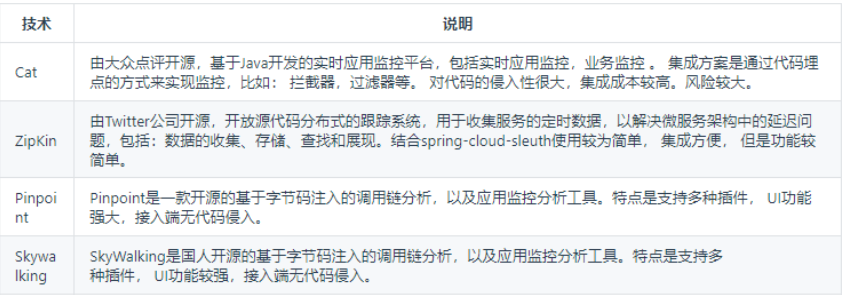 技术 说明
Cat
由大众点评开源，基于Java开发的实时应用监控平台，包括实时应用监控，业务监控 。 集成方案是通过代码埋
点的方式来实现监控，比如： 拦截器，过滤器等。 对代码的侵入性很大，集成成本较高。风险较大。
ZipKin
由Twitter公司开源，开放源代码分布式的跟踪系统，用于收集服务的定时数据，以解决微服务架构中的延迟问
题，包括：数据的收集、存储、查找和展现。结合spring-cloud-sleuth使用较为简单， 集成方便， 但是功能较
简单。
Pinpoi
nt
Pinpoint是一款开源的基于字节码注入的调用链分析，以及应用监控分析工具。特点是支持多种插件， UI功能
强大，接入端无代码侵入。
Skywa
lking
SkyWalking是国人开源的基于字节码注入的调用链分析，以及应用监控分析工具。特点是支持多
种插件， UI功能较强，接入端无代码侵入。